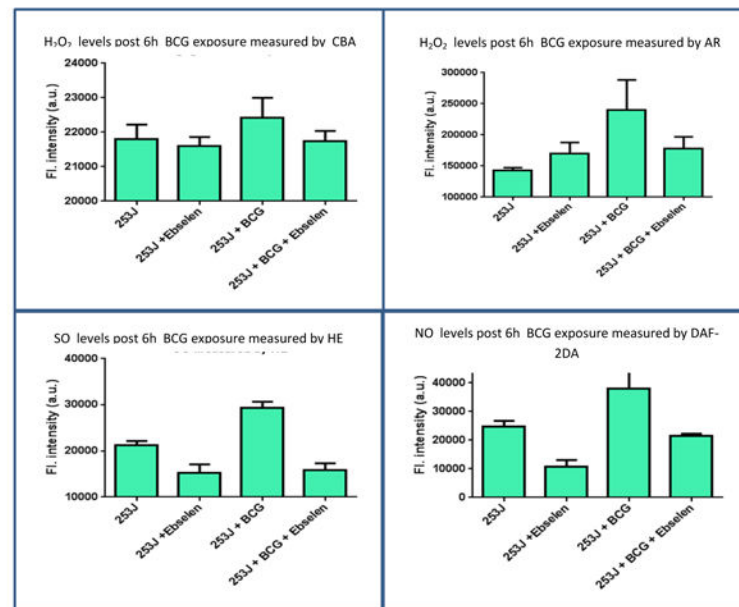 H₂O₂ levels post 6h BCG exposure measured by CBA
Fl. intensity (a.u.)
24000
23000
22000
21000
20000
253J
253J +Ebselen
253J + BCG
253J + BCG + Ebselen
H₂O₂ levels post 6h BCG exposure measured by AR
Fl. intensity (a.u.)
300000
250000
200000
150000
100000
253J
253J +Ebselen
253J + BCG
253J + BCG + Ebselen
SO levels post 6h BCG exposure measured by HE
Fl. intensity (a.u.)
40000
30000
20000
10000
253J
253J +Ebselen
253J + BCG
253J + BCG + Ebselen
NO levels post 6h BCG exposure measured by DAF-
2DA
Fl. intensity (a.u.)
40000
30000
20000
10000
0
253J
253J +Ebselen
253J + BCG
253J + BCG + Ebselen